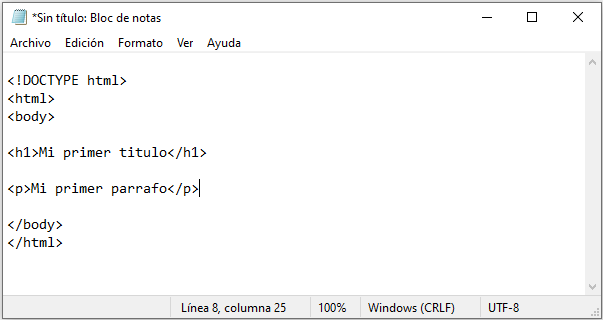 *Sin título: Bloc de notas
Archivo Edición Formato Ver Ayuda
<!DOCTYPE html>
<html>
<body>
<h1>Mi primer titulo</h1>
<p>Mi primer parrafo</p>
</body>
</html>
Línea 8, columna 25 100% Windows (CRLF) UTF-8